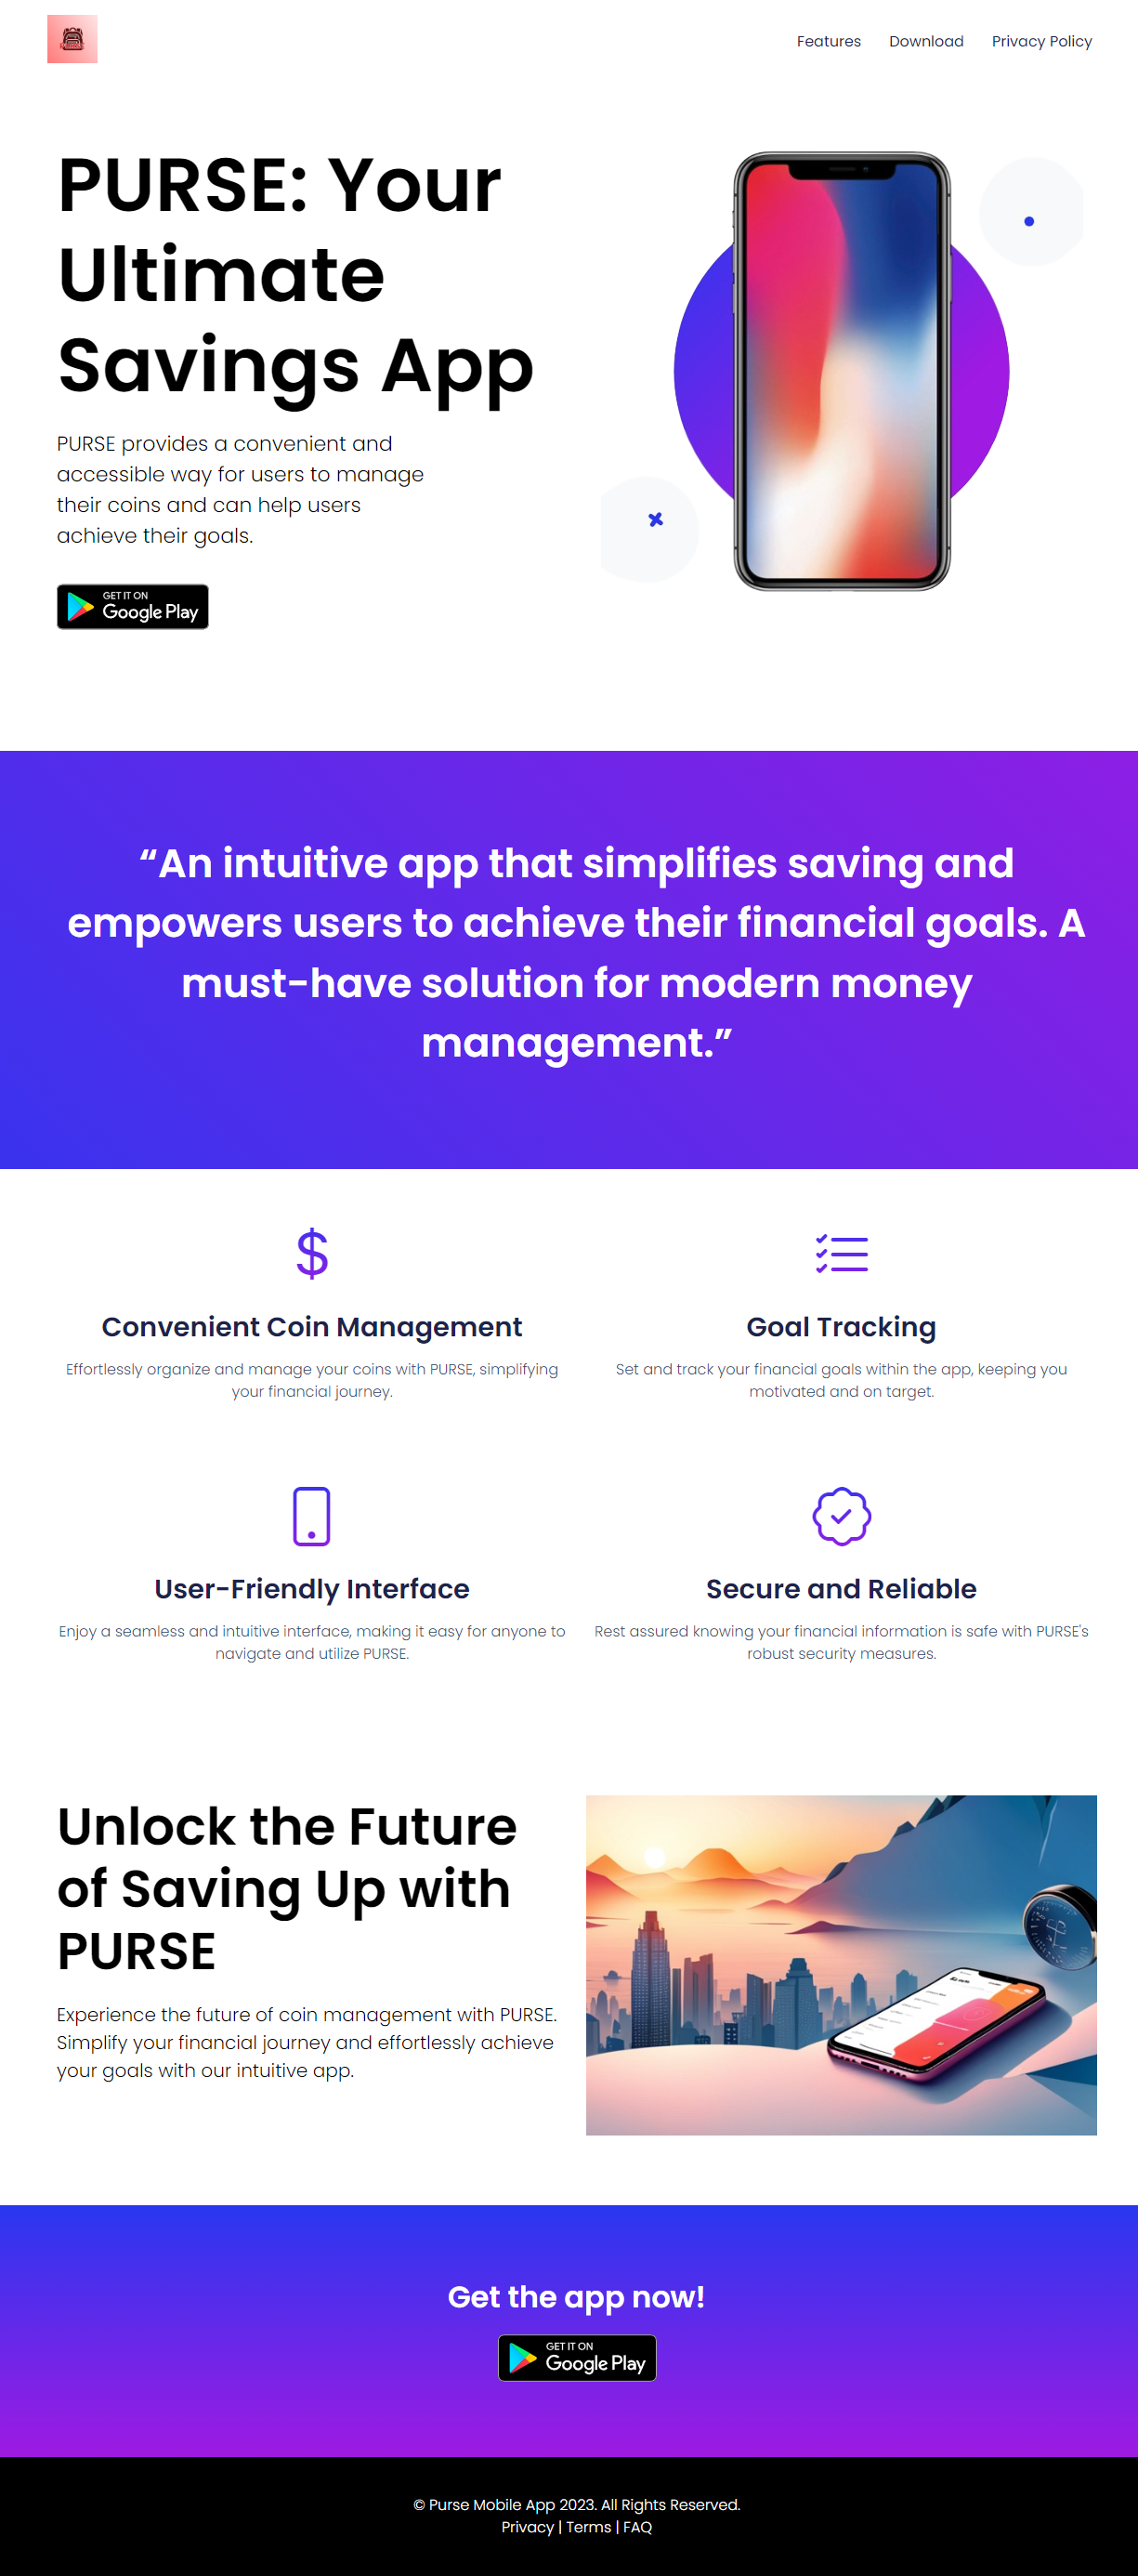 Features Download Privacy Policy
PURSE: Your
Ultimate
Savings App
PURSE provides a convenient and
accessible way for users to manage
their coins and can help users
achieve their goals.
GET IT ON
Google Play
“An intuitive app that simplifies saving and
empowers users to achieve their financial goals. A
must-have solution for modern money
management.”
$
Convenient Coin Management
Effortlessly organize and manage your coins with PURSE, simplifying
your financial journey.
Goal Tracking
Set and track your financial goals within the app, keeping you
motivated and on target.
User-Friendly Interface
Enjoy a seamless and intuitive interface, making it easy for anyone to
navigate and utilize PURSE.
Secure and Reliable
Rest assured knowing your financial information is safe with PURSE's
robust security measures.
Unlock the Future
of Saving Up with
PURSE
Experience the future of coin management with PURSE.
Simplify your financial journey and effortlessly achieve
your goals with our intuitive app.
Get the app now!
GET IT ON
Google Play
© Purse Mobile App 2023. All Rights Reserved.
Privacy | Terms | FAQ